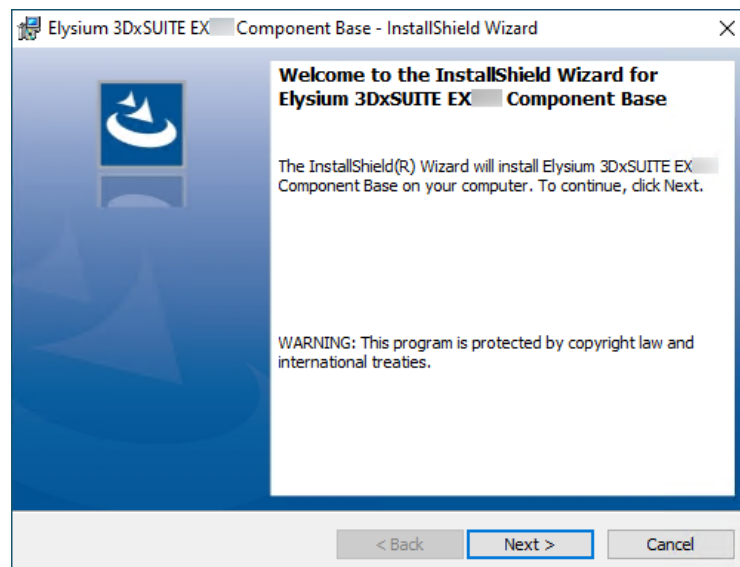 Elysium 3DxSUITE EX Component Base - InstallShield Wizard
Welcome to the InstallShield Wizard for
Elysium 3DxSUITE EX Component Base
The InstallShield(R) Wizard will install Elysium 3DxSUITE EX
Component Base on your computer. To continue, click Next.
WARNING: This program is protected by copyright law and
international treaties.
< Back
Next >
Cancel